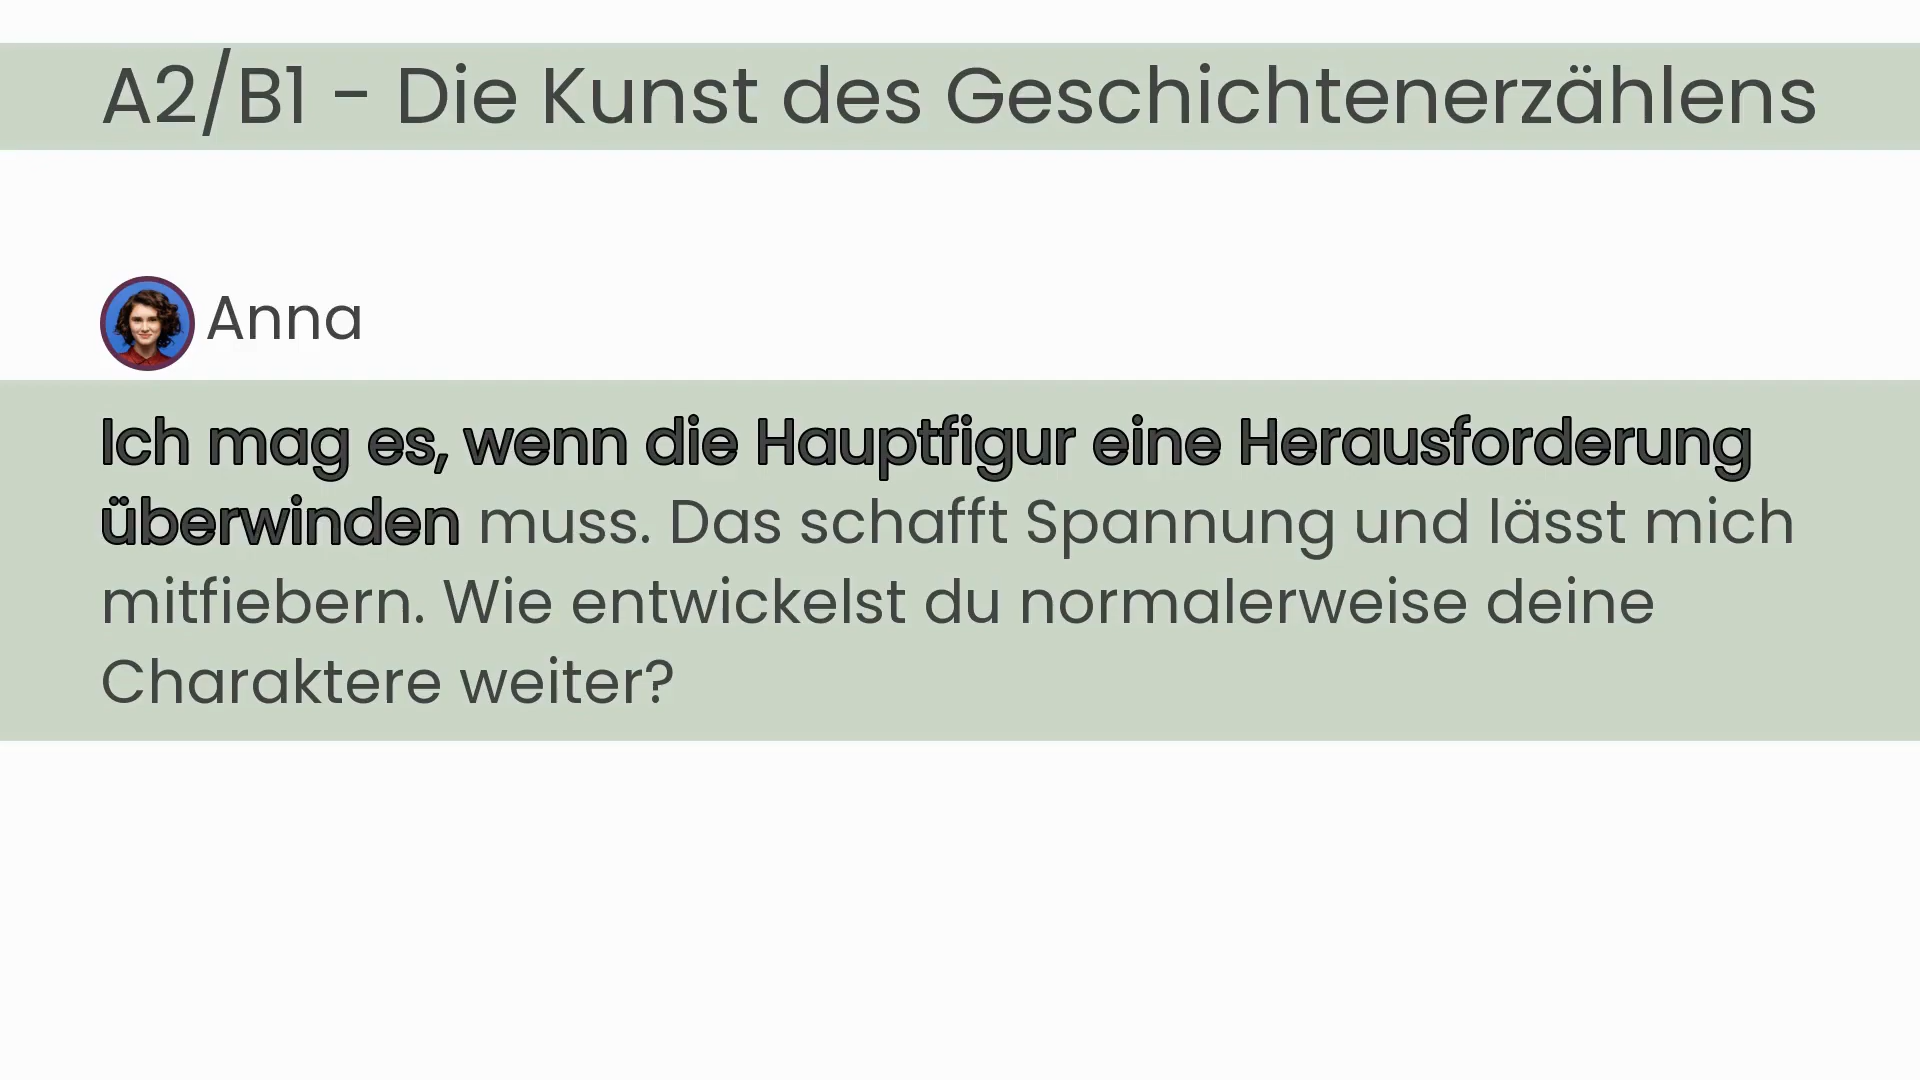 A2/B1 - Die Kunst des Geschichtenerzählens
Anna
Ich mag es, wenn die Hauptfigur eine Herausforderung
überwinden muss. Das schafft Spannung und lässt mich
mitfiebern. Wie entwickelst du normalerweise deine
Charaktere weiter?